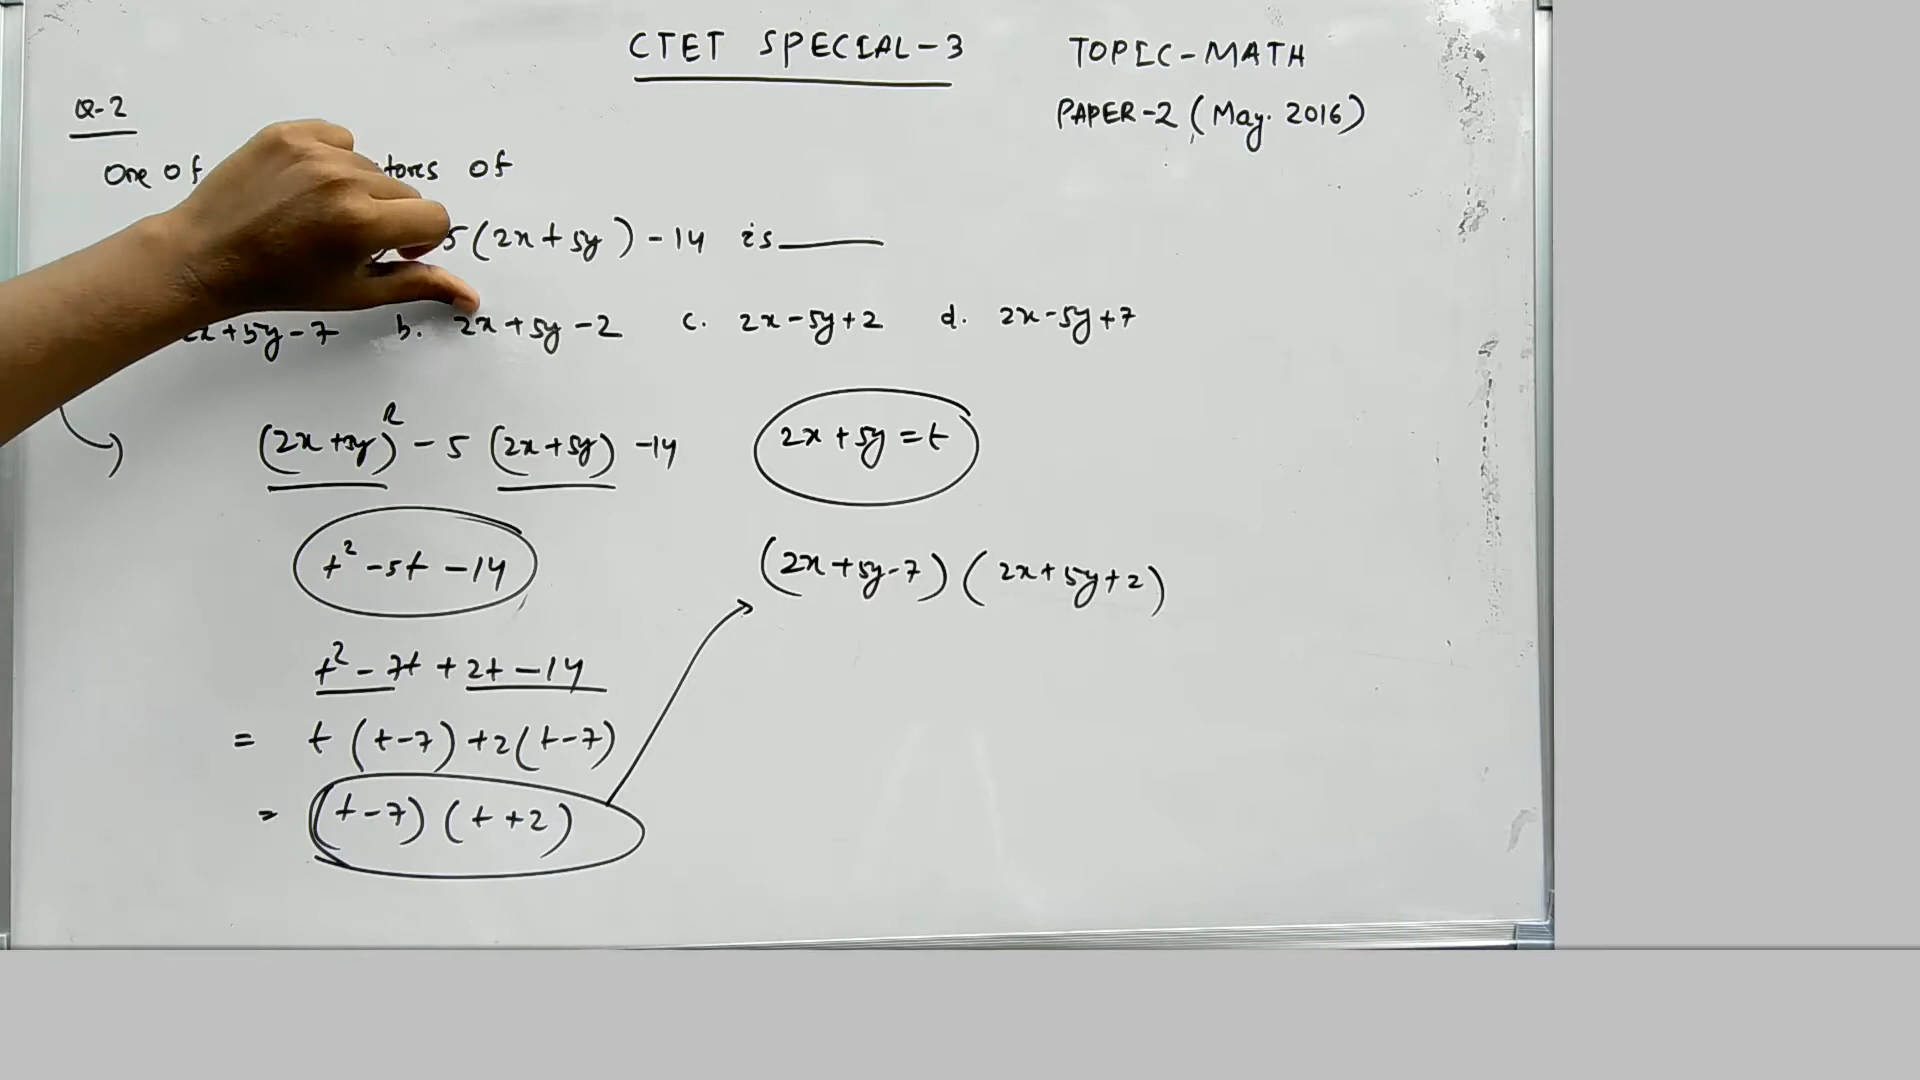 CTET SPECIAL-3
TOPIC-MATH
PAPER-2 (May. 2016)
Q-2
One of tores of
5(2x+5y)-14 is____
x+5y-7 b. 2x+5y-2 c. 2x-5y+2 d. 2x-5y+7
(2x+5y)²-5(2x+5y)-14 2x+5y=t
t²-5t-14 (2x+5y-7)(2x+5y+2)
t²-7t+2t-14
= t(t-7)+2(t-7)
= (t-7)(t+2)